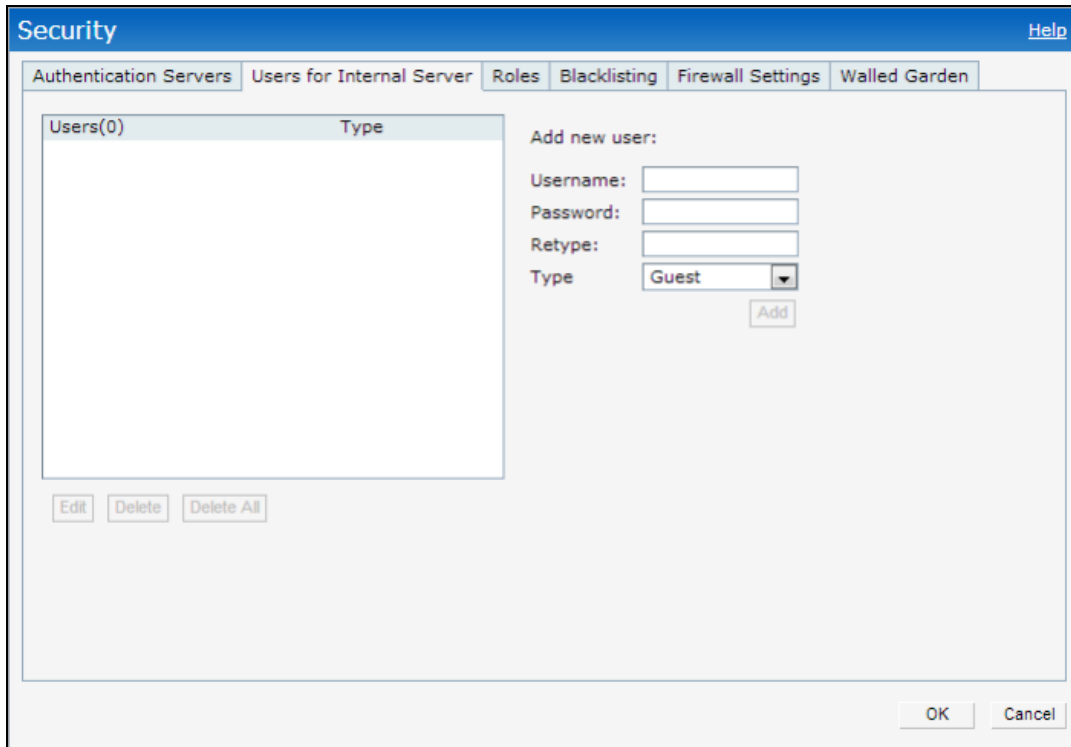 Security
Help
Authentication Servers
Users for Internal Server
Roles
Blacklisting
Firewall Settings
Walled Garden
Users(0) Type
Add new user:
Username:
Password:
Retype:
Type Guest
Add
Edit Delete Delete All
OK Cancel